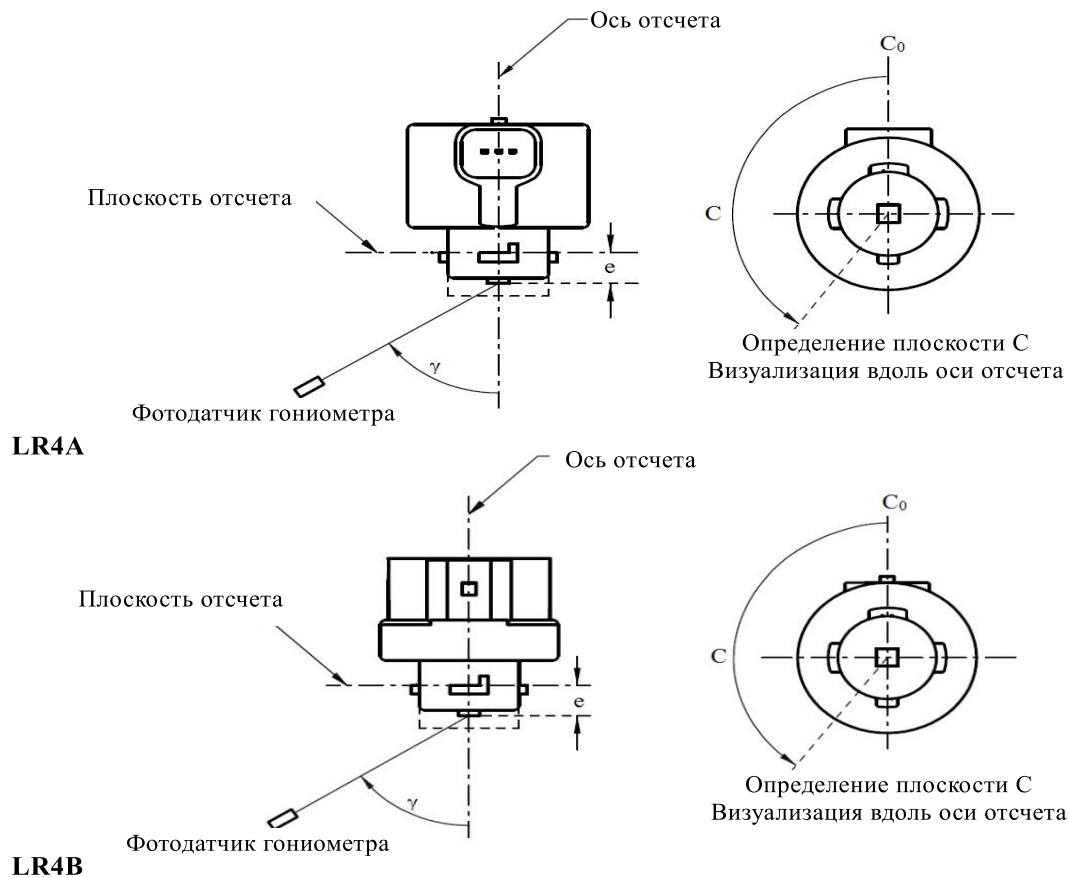 Ось отсчета
C₀
Плоскость отсчета
C
e
Определение плоскости С
Визуализация вдоль оси отсчета
γ
Фотодатчик гониометра
LR4A
Ось отсчета
C₀
Плоскость отсчета
C
e
Определение плоскости С
Визуализация вдоль оси отсчета
γ
Фотодатчик гониометра
LR4B